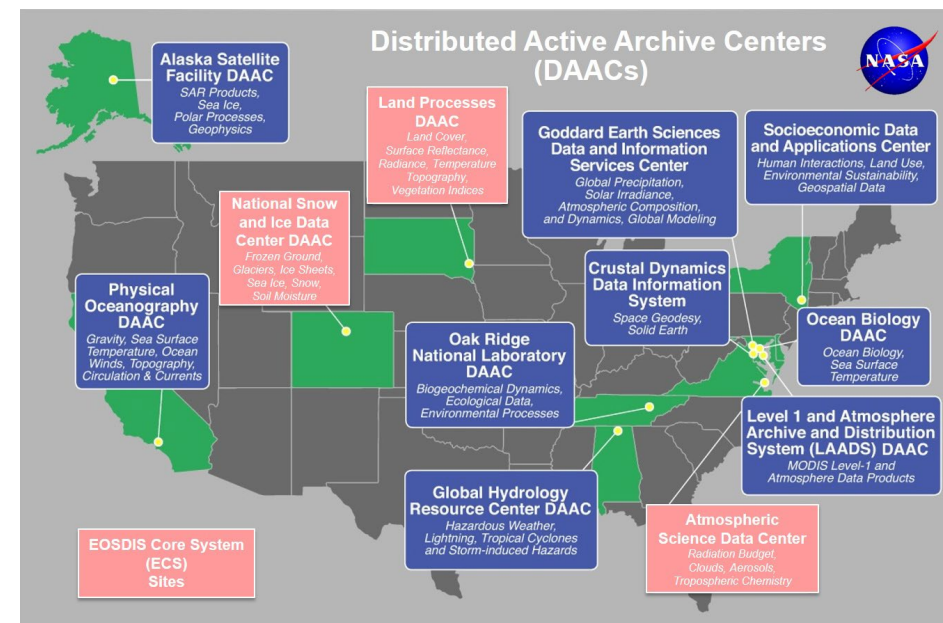 Distributed Active Archive Centers
(DAACs)
NASA
Alaska Satellite
Facility DAAC
SAR Products,
Sea Ice,
Polar Processes,
Geophysics
Land Processes
DAAC
Land Cover,
Surface Reflectance,
Radiance, Temperature
Topography,
Vegetation Indices
Goddard Earth Sciences
Data and Information
Services Center
Global Precipitation,
Solar Irradiance,
Atmospheric Composition,
and Dynamics, Global Modeling
Socioeconomic Data
and Applications Center
Human Interactions, Land Use,
Environmental Sustainability,
Geospatial Data
National Snow
and Ice Data
Center DAAC
Frozen Ground,
Glaciers, Ice Sheets,
Sea Ice, Snow,
Soil Moisture
Physical
Oceanography
DAAC
Gravity, Sea Surface
Temperature, Ocean
Winds, Topography,
Circulation & Currents
Crustal Dynamics
Data Information
System
Space Geodesy,
Solid Earth
Oak Ridge
National Laboratory
DAAC
Biogeochemical Dynamics,
Ecological Data,
Environmental Processes
Ocean Biology
DAAC
Ocean Biology,
Sea Surface
Temperature
Level 1 and Atmosphere
Archive and Distribution
System (LAADS) DAAC
MODIS Level-1 and
Atmosphere Data Products
Global Hydrology
Resource Center DAAC
Hazardous Weather,
Lightning, Tropical Cyclones
and Storm-induced Hazards
Atmospheric
Science Data Center
Radiation Budget,
Clouds, Aerosols,
Tropospheric Chemistry
EOSDIS Core System
(ECS)
Sites